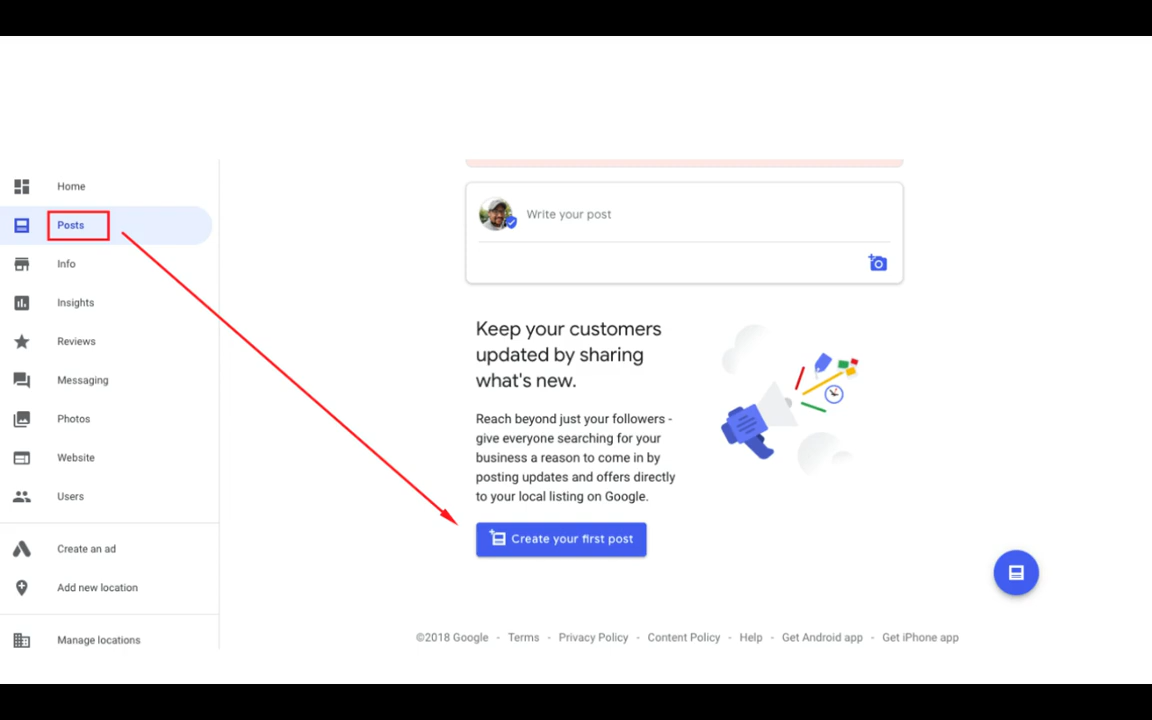 Home
Posts
Info
Insights
Reviews
Messaging
Photos
Website
Users
Create an ad
Add new location
Manage locations
Write your post
Keep your customers
updated by sharing
what's new.
Reach beyond just your followers -
give everyone searching for your
business a reason to come in by
posting updates and offers directly
to your local listing on Google.
Create your first post
©2018 Google - Terms - Privacy Policy - Content Policy - Help - Get Android app - Get iPhone app